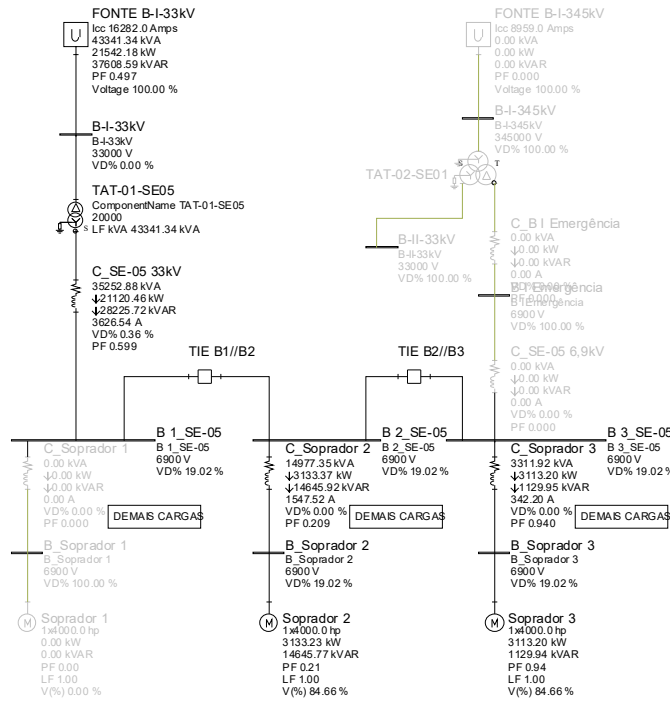 FONTE B-I-33kV
Icc 16282.0 Amps
43341.34 kVA
21542.18 kW
37608.59 kVAR
PF 0.497
Voltage 100.00 %
FONTE B-I-345kV
Icc 8959.0 Amps
0.00 kVA
0.00 kW
0.00 kVAR
PF 0.000
Voltage 100.00 %
B-I-33kV
B-I-33kV
33000 V
VD% 0.00 %
B-I-345kV
B-I-345kV
345000 V
VD% 100.00 %
TAT-01-SE05
ComponentName TAT-01-SE05
20000
LF kVA 43341.34 kVA
S
TAT-02-SE01
S
T
C_SE-05 33kV
35252.88 kVA
21120.46 kW
28225.72 kVAR
3626.54 A
VD% 0.36 %
PF 0.599
B-II-33kV
B-II-33kV
33000 V
VD% 100.00 %
C_B I Emergência
0.00 kVA
0.00 kW
0.00 kVAR
0.00 A
VD% 0.00 %
PF 0.000
B I Emergência
B I Emergência
6900 V
VD% 100.00 %
C_SE-05 6,9kV
0.00 kVA
0.00 kW
0.00 kVAR
0.00 A
VD% 0.00 %
PF 0.000
TIE B1//B2
TIE B2//B3
B 1_SE-05
B 1_SE-05
6900 V
VD% 19.02 %
B 2_SE-05
B 2_SE-05
6900 V
VD% 19.02 %
B 3_SE-05
B 3_SE-05
6900 V
VD% 19.02 %
C_Soprador 1
0.00 kVA
0.00 kW
0.00 kVAR
0.00 A
VD% 0.00 %
PF 0.000
DEMAIS CARGAS
C_Soprador 2
14977.35 kVA
3133.37 kW
14645.92 kVAR
1547.52 A
VD% 0.00 %
PF 0.209
DEMAIS CARGAS
C_Soprador 3
3311.92 kVA
3113.20 kW
1129.95 kVAR
342.20 A
VD% 0.00 %
PF 0.940
DEMAIS CARGAS
B_Soprador 1
B_Soprador 1
6900 V
VD% 100.00 %
B_Soprador 2
B_Soprador 2
6900 V
VD% 19.02 %
B_Soprador 3
B_Soprador 3
6900 V
VD% 19.02 %
M
Soprador 1
1x4000.0 hp
0.00 kW
0.00 kVAR
PF 0.00
LF 1.00
V(%) 0.00 %
M
Soprador 2
1x4000.0 hp
3133.23 kW
14645.77 kVAR
PF 0.21
LF 1.00
V(%) 84.66 %
M
Soprador 3
1x4000.0 hp
3113.20 kW
1129.94 kVAR
PF 0.94
LF 1.00
V(%) 84.66 %